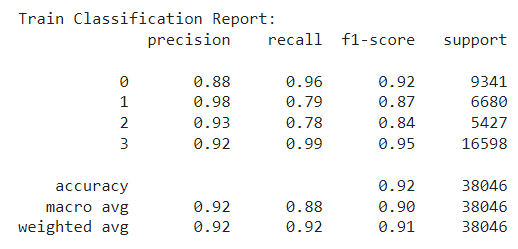 Train Classification Report:
precision recall f1-score support
0 0.88 0.96 0.92 9341
1 0.98 0.79 0.87 6680
2 0.93 0.78 0.84 5427
3 0.92 0.99 0.95 16598
accuracy 0.92 38046
macro avg 0.92 0.88 0.90 38046
weighted avg 0.92 0.92 0.91 38046